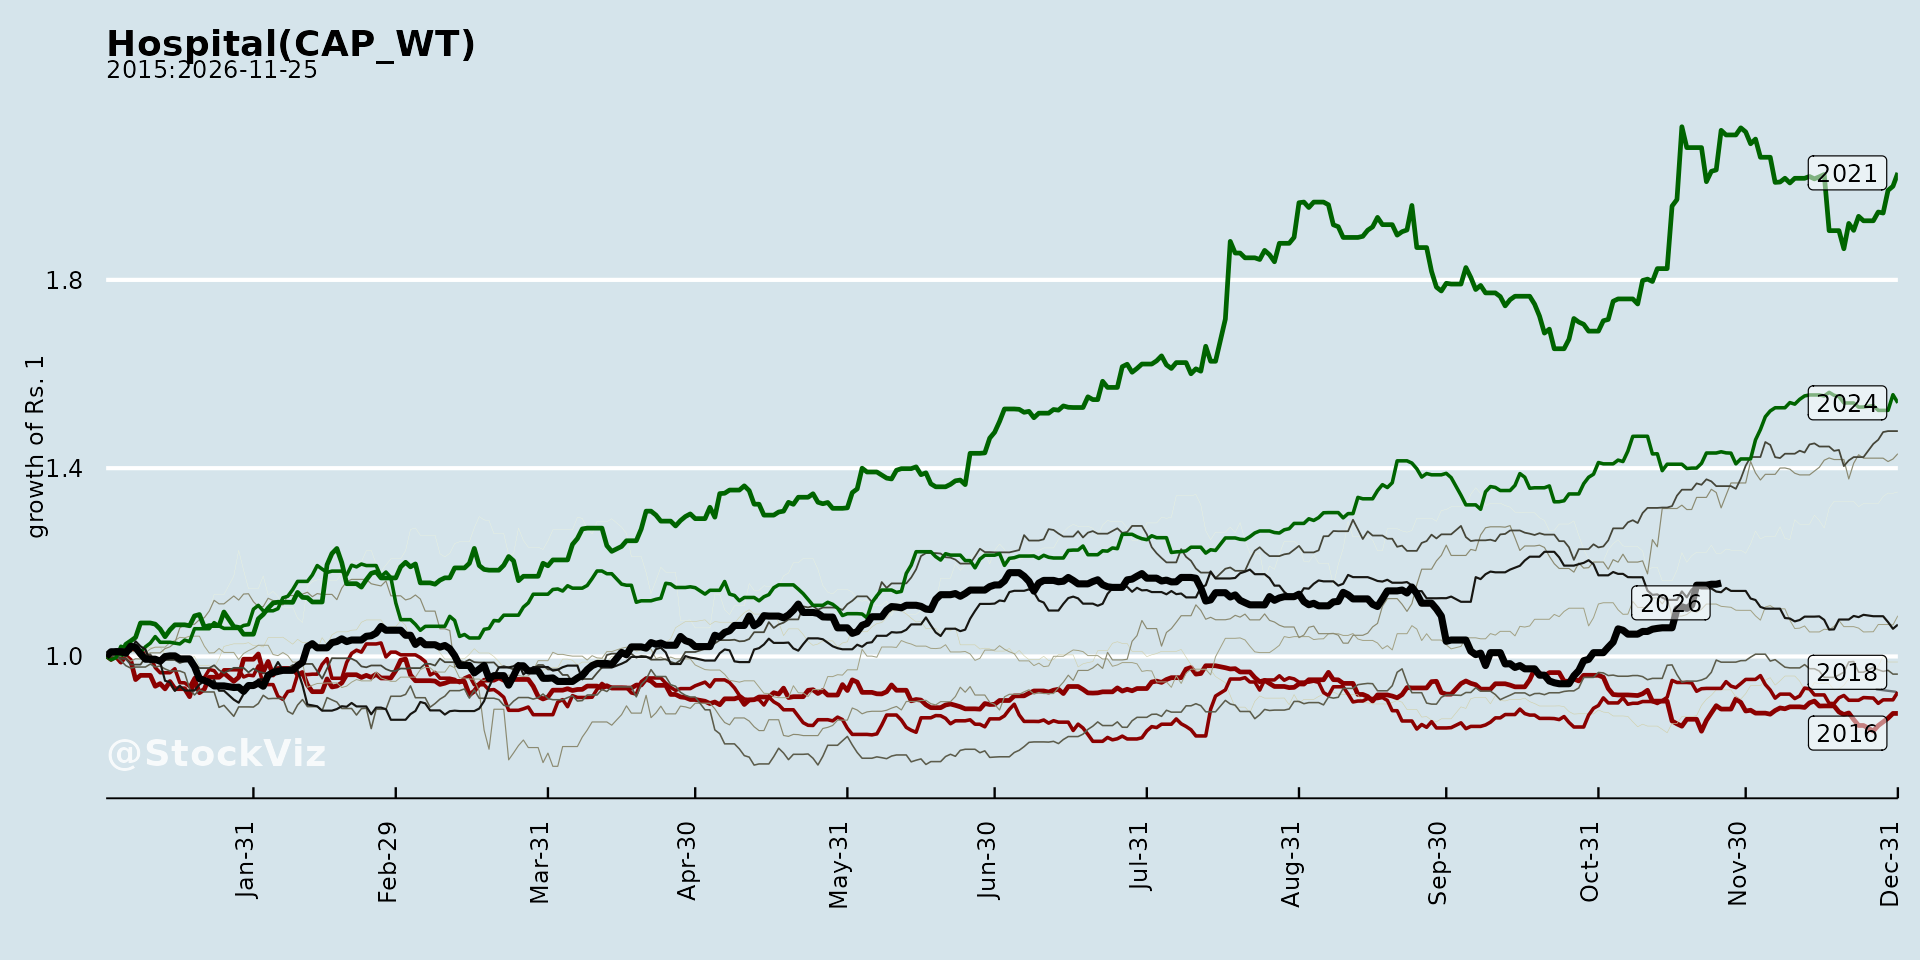 Hospital(CAP_WT)
2015:2026-11-25
growth of Rs. 1
1.8
1.4
1.0
2021
2024
2026
2018
2016
@StockViz
Jan-31
Feb-29
Mar-31
Apr-30
May-31
Jun-30
Jul-31
Aug-31
Sep-30
Oct-31
Nov-30
Dec-31